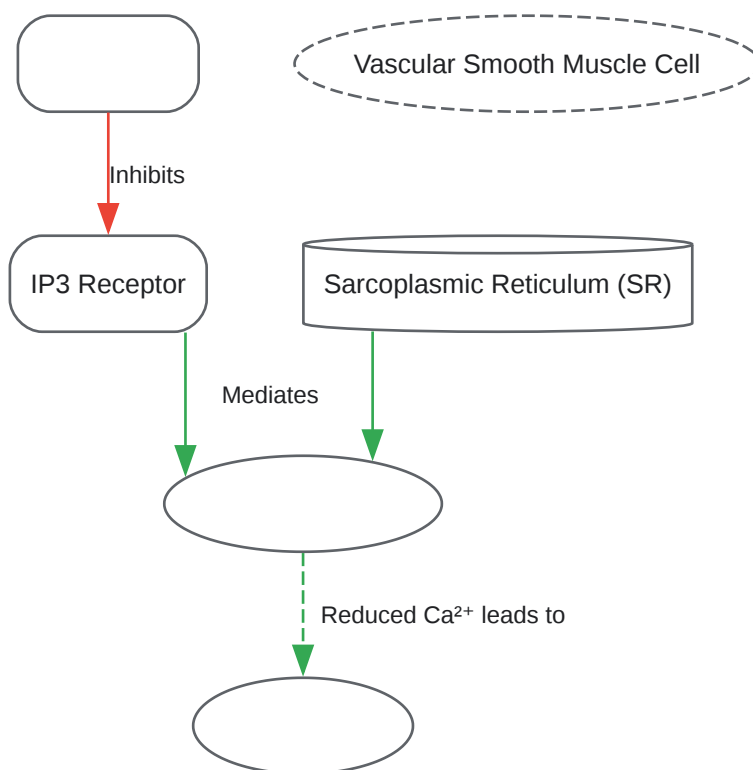 Vascular Smooth Muscle Cell
Inhibits
IP3 Receptor
Sarcoplasmic Reticulum (SR)
Mediates
Reduced Ca²⁺ leads to